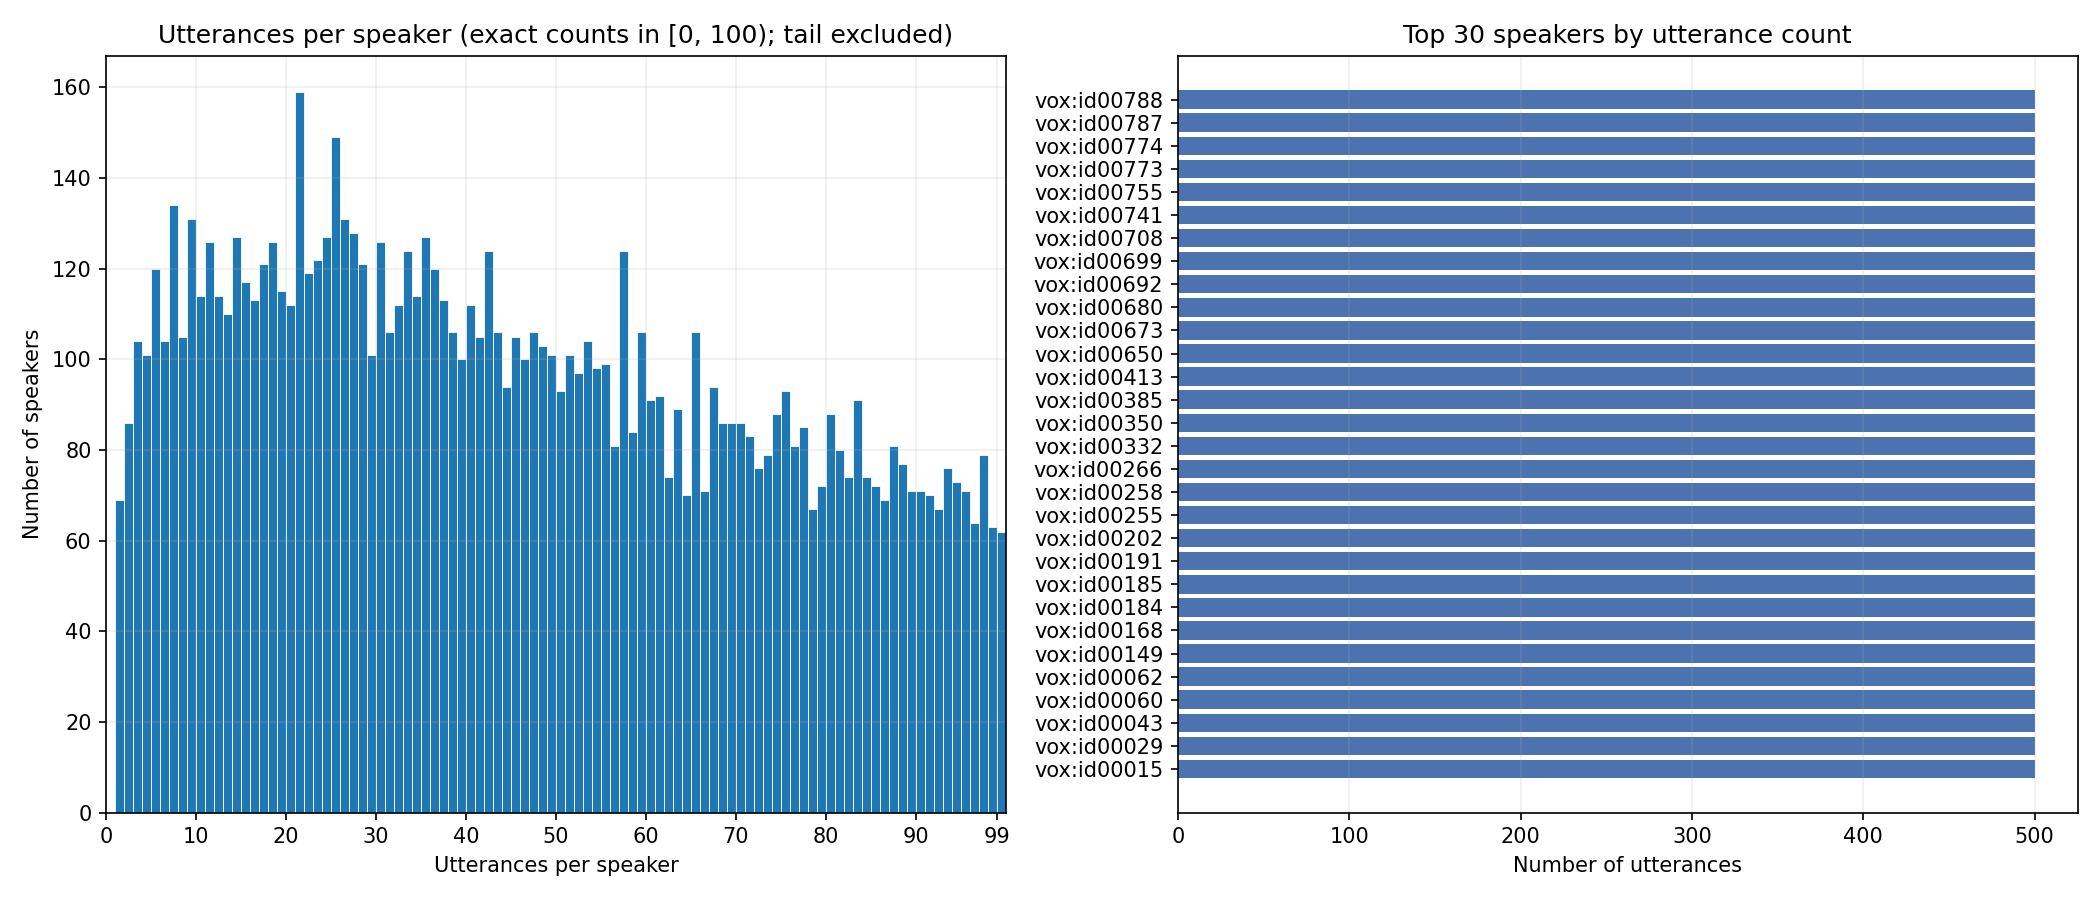 Utterances per speaker (exact counts in [0, 100); tail excluded)
160
140
120
100
80
60
40
20
0
Number of speakers
0 10 20 30 40 50 60 70 80 90 99
Utterances per speaker
Top 30 speakers by utterance count
vox:id00788
vox:id00787
vox:id00774
vox:id00773
vox:id00755
vox:id00741
vox:id00708
vox:id00699
vox:id00692
vox:id00680
vox:id00673
vox:id00650
vox:id00413
vox:id00385
vox:id00350
vox:id00332
vox:id00266
vox:id00258
vox:id00255
vox:id00202
vox:id00191
vox:id00185
vox:id00184
vox:id00168
vox:id00149
vox:id00062
vox:id00060
vox:id00043
vox:id00029
vox:id00015
0 100 200 300 400 500
Number of utterances